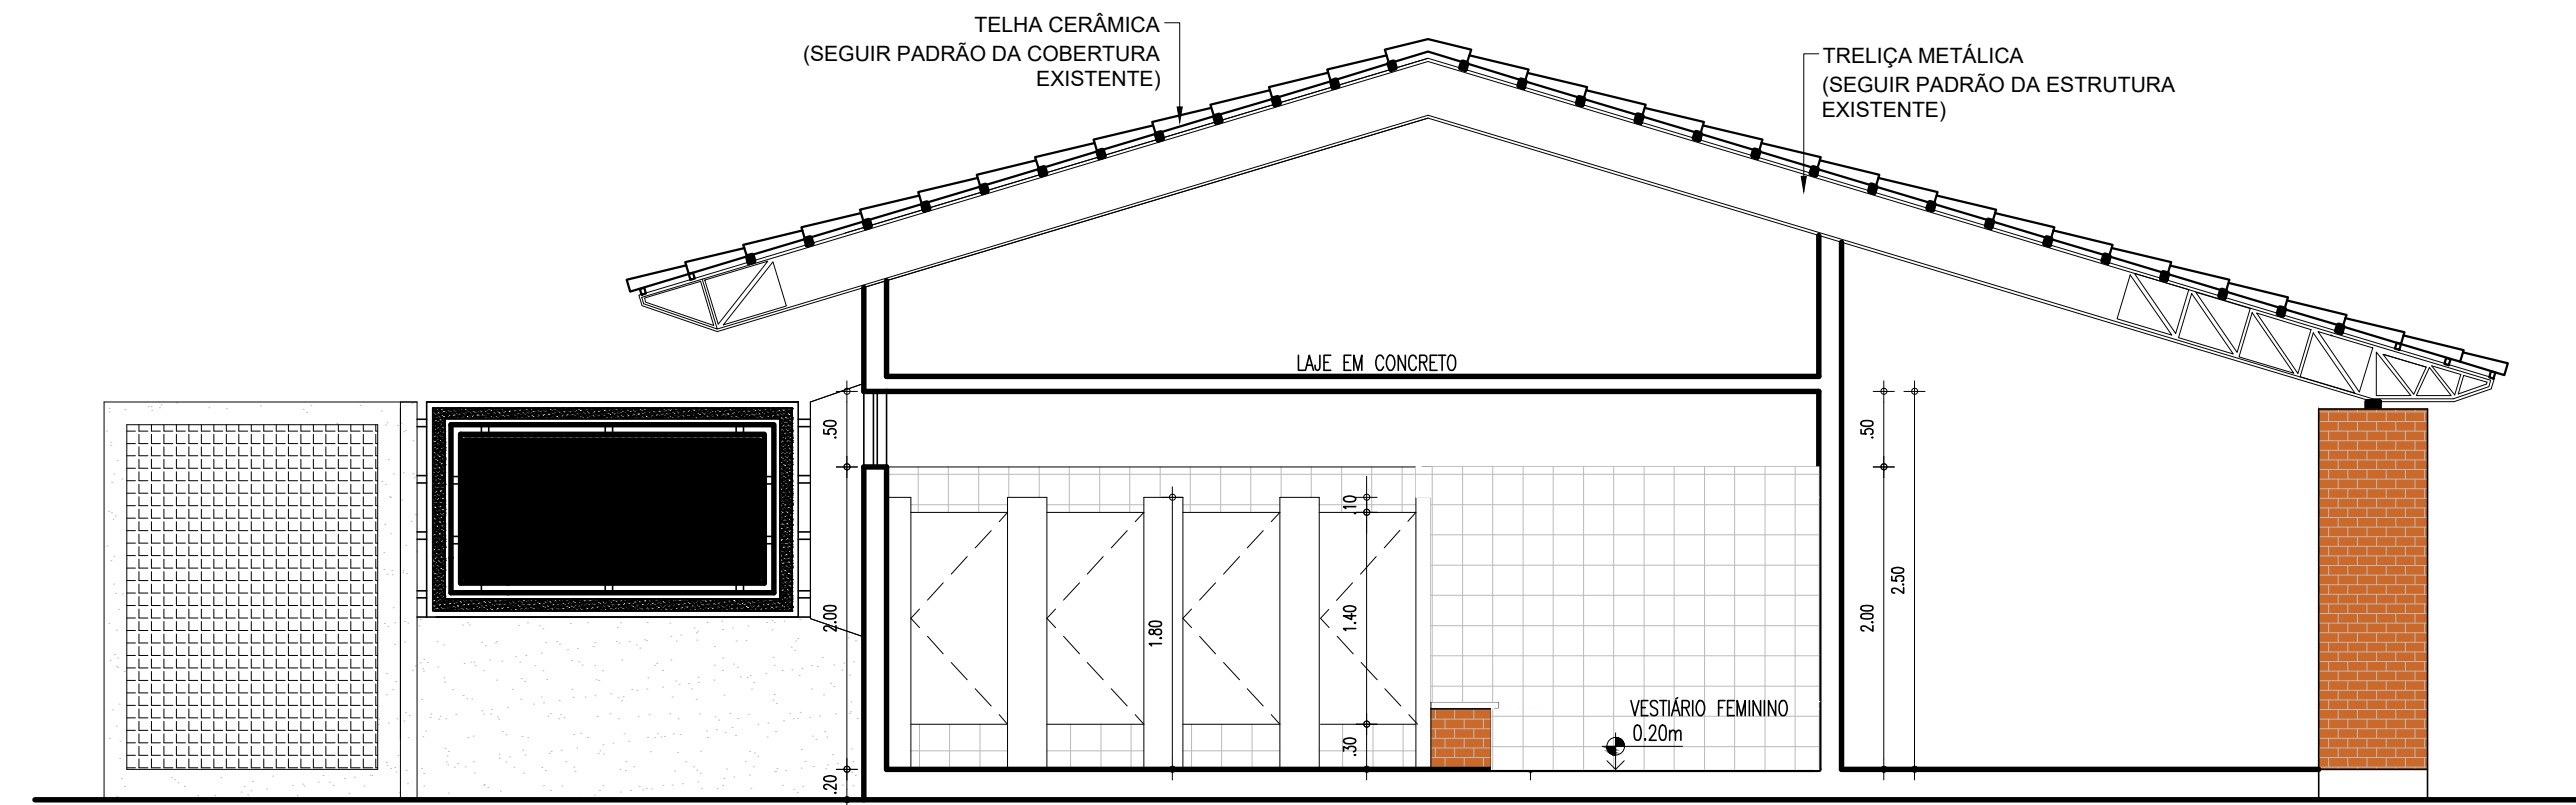 TELHA CERÂMICA
(SEGUIR PADRÃO DA COBERTURA
EXISTENTE)
TRELIÇA METÁLICA
(SEGUIR PADRÃO DA ESTRUTURA
EXISTENTE)
LAJE EM CONCRETO
.50
2.00
.20
1.80
.10
1.40
.30
VESTIÁRIO FEMININO
0.20m
.50
2.00
2.50